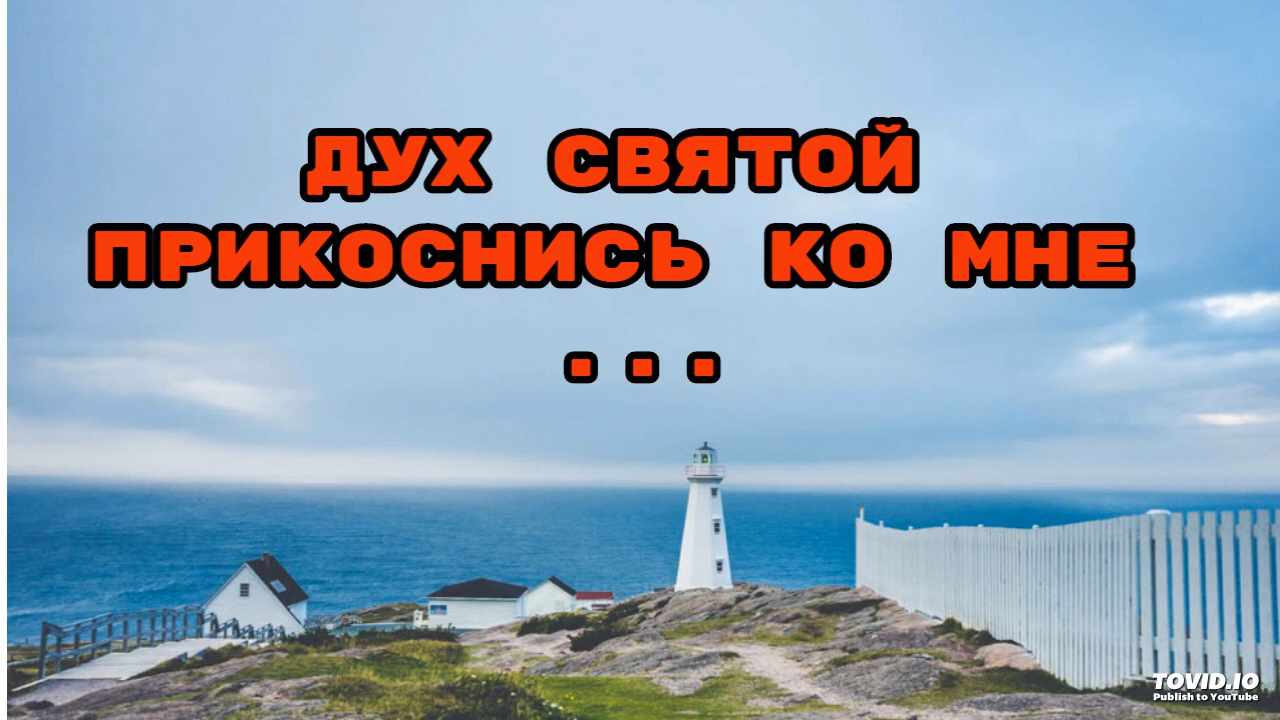 ДУХ СВЯТОЙ
ПРИКОСНИСЬ КО МНЕ
...
TOVID.IO
Publish to YouTube